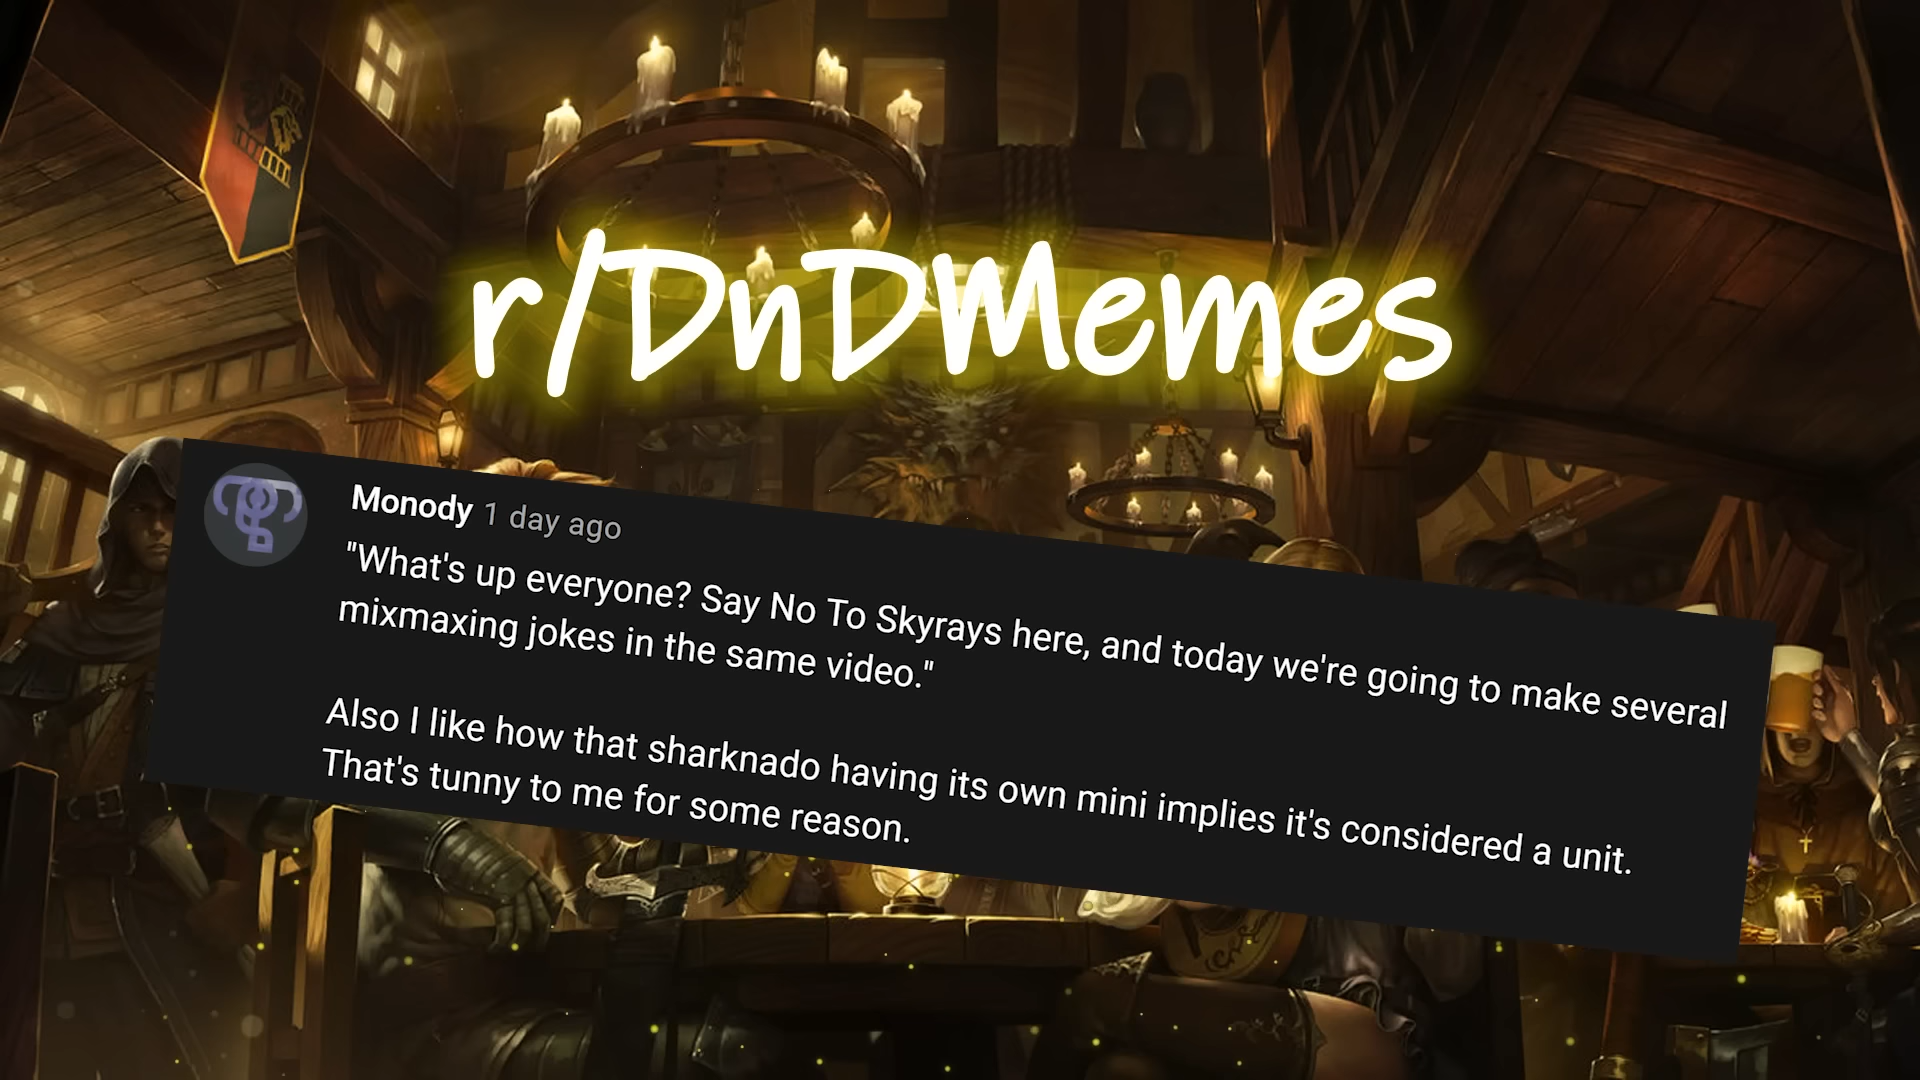 r/DnDMemes
Monody 1 day ago
"What's up everyone? Say No To Skyrays here, and today we're going to make several
mixmaxing jokes in the same video."
Also I like how that sharknado having its own mini implies it's considered a unit.
That's tunny to me for some reason.